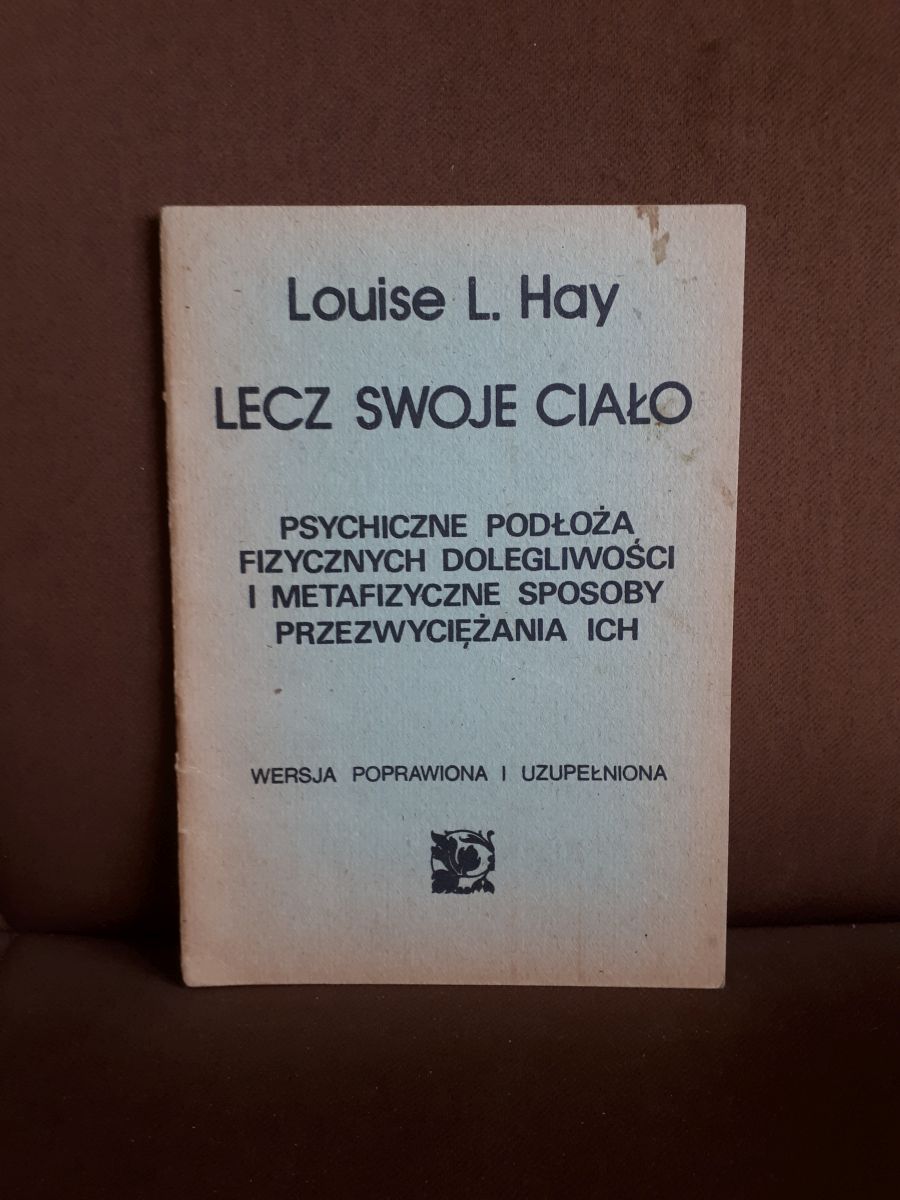 Louise L. Hay
LECZ SWOJE CIAŁO
PSYCHICZNE PODŁOŻA
FIZYCZNYCH DOLEGLIWOŚCI
I METAFIZYCZNE SPOSOBY
PRZEZWYCIĘŻANIA ICH
WERSJA POPRAWIONA I UZUPEŁNIONA